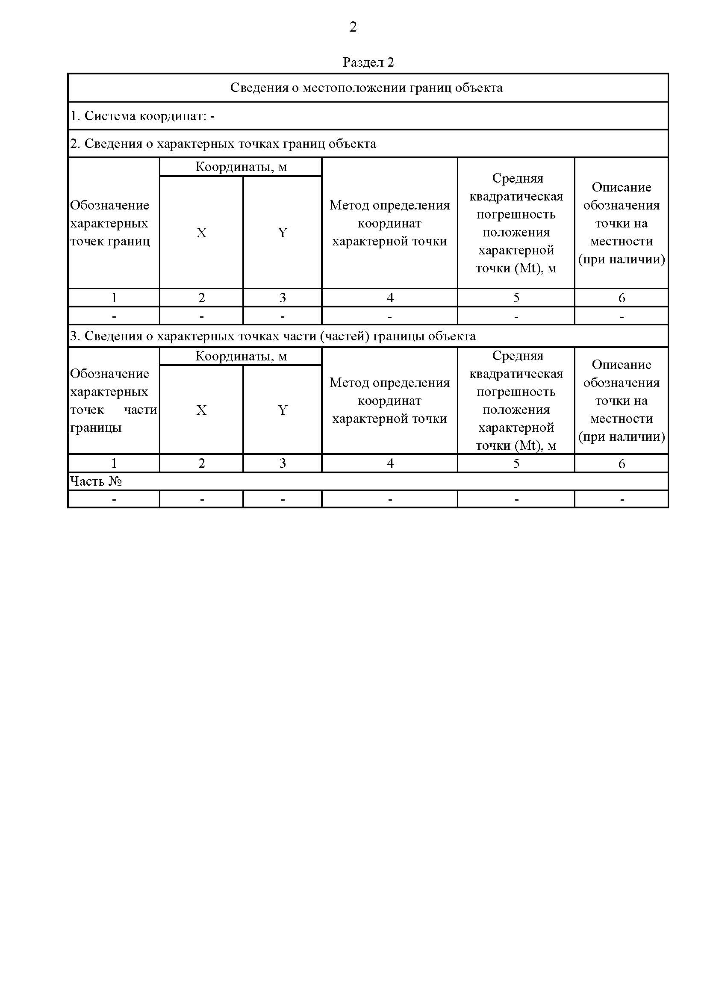 2
Раздел 2
Сведения о местоположении границ объекта
1. Система координат: -
2. Сведения о характерных точках границ объекта
Обозначение
характерных
точек границ
Координаты, м
X
Y
Метод определения
координат
характерной точки
Средняя
квадратическая
погрешность
положения
характерной
точки (Mt), м
Описание
обозначения
точки на
местности
(при наличии)
1 2 3 4 5 6
- - - - - -
3. Сведения о характерных точках части (частей) границы объекта
Обозначение
характерных
точек части
границы
Координаты, м
X
Y
Метод определения
координат
характерной точки
Средняя
квадратическая
погрешность
положения
характерной
точки (Mt), м
Описание
обозначения
точки на
местности
(при наличии)
1 2 3 4 5 6
Часть №
- - - - - -